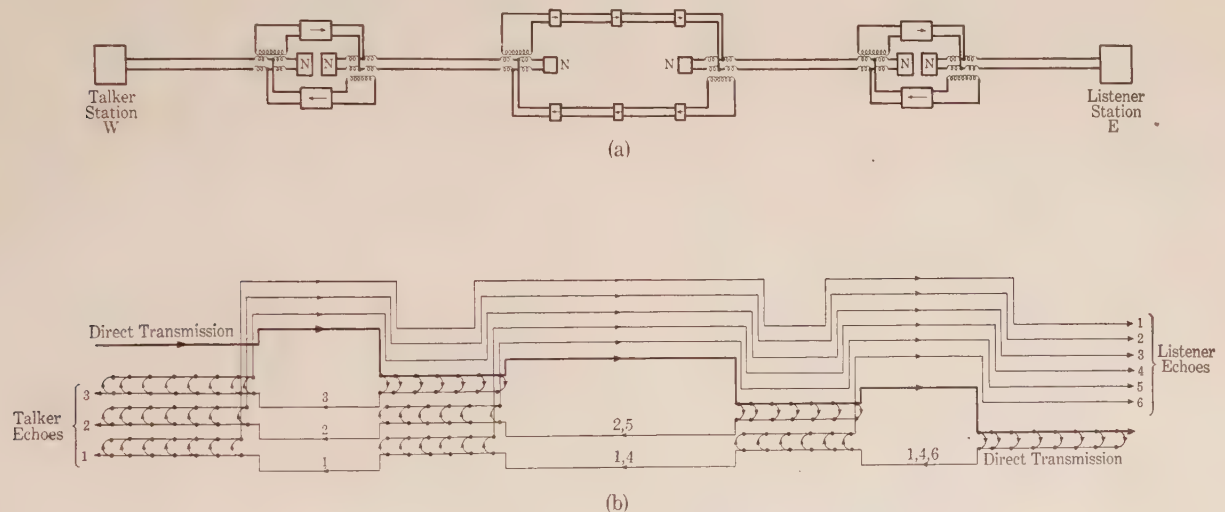 N N N N N N
Talker
Station
W
Listener
Station
E
(a)
Direct Transmission
1
2
3
4
5
6
Listener
Echoes
Talker
Echoes
3
2
1
3
2
1
2,5
1,4
1,4,6
Direct Transmission
(b)